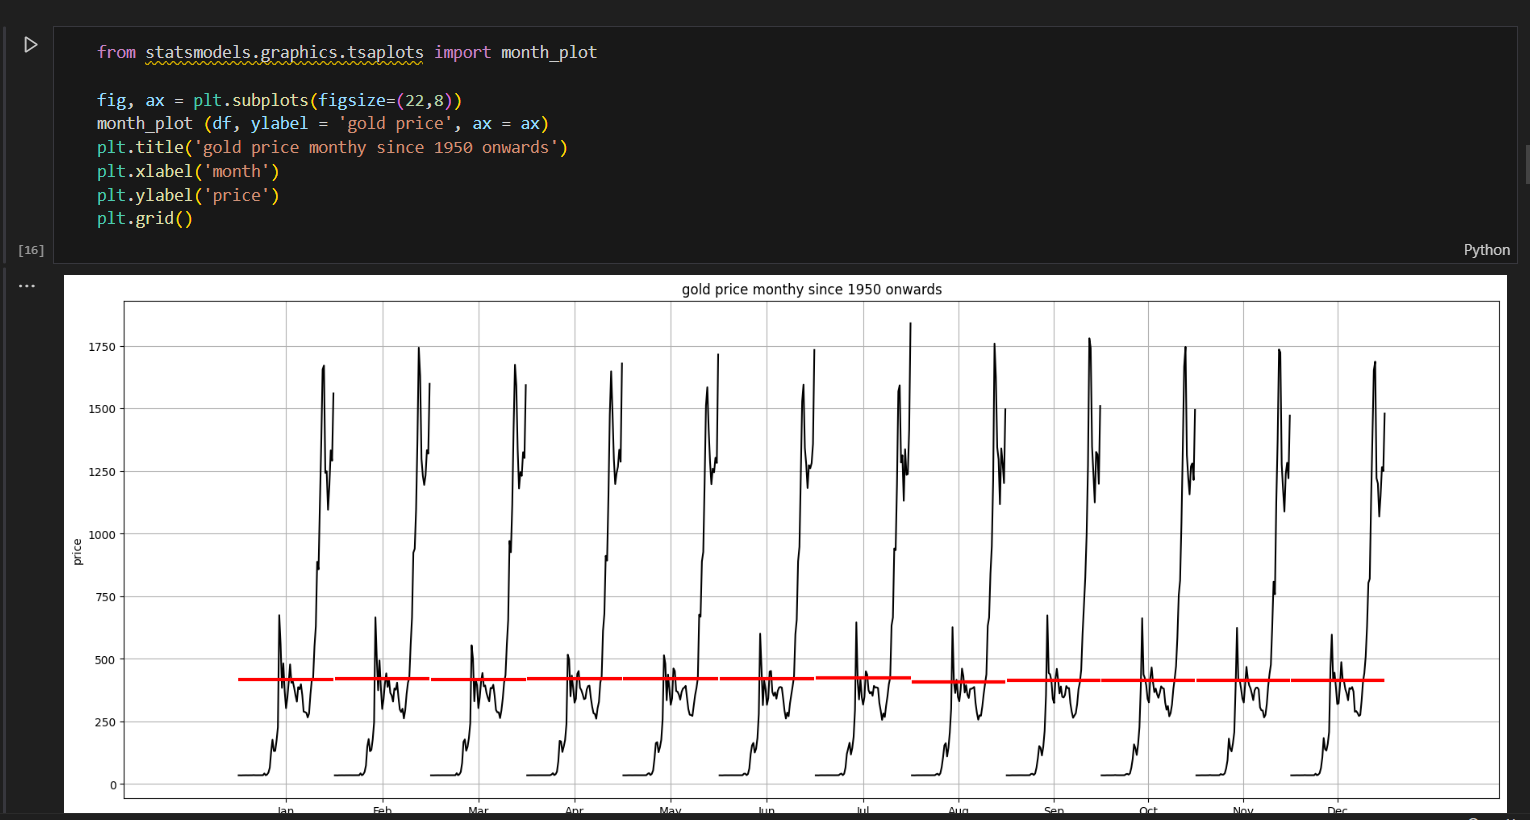 from statsmodels.graphics.tsaplots import month_plot
fig, ax = plt.subplots(figsize=(22,8))
month_plot (df, ylabel = 'gold price', ax = ax)
plt.title('gold price monthy since 1950 onwards')
plt.xlabel('month')
plt.ylabel('price')
plt.grid()
[16]
Python
...
gold price monthy since 1950 onwards
1750
1500
1250
1000
750
500
250
0
price
Jan Feb Mar Apr May Jun Jul Aug Sep Oct Nov Dec